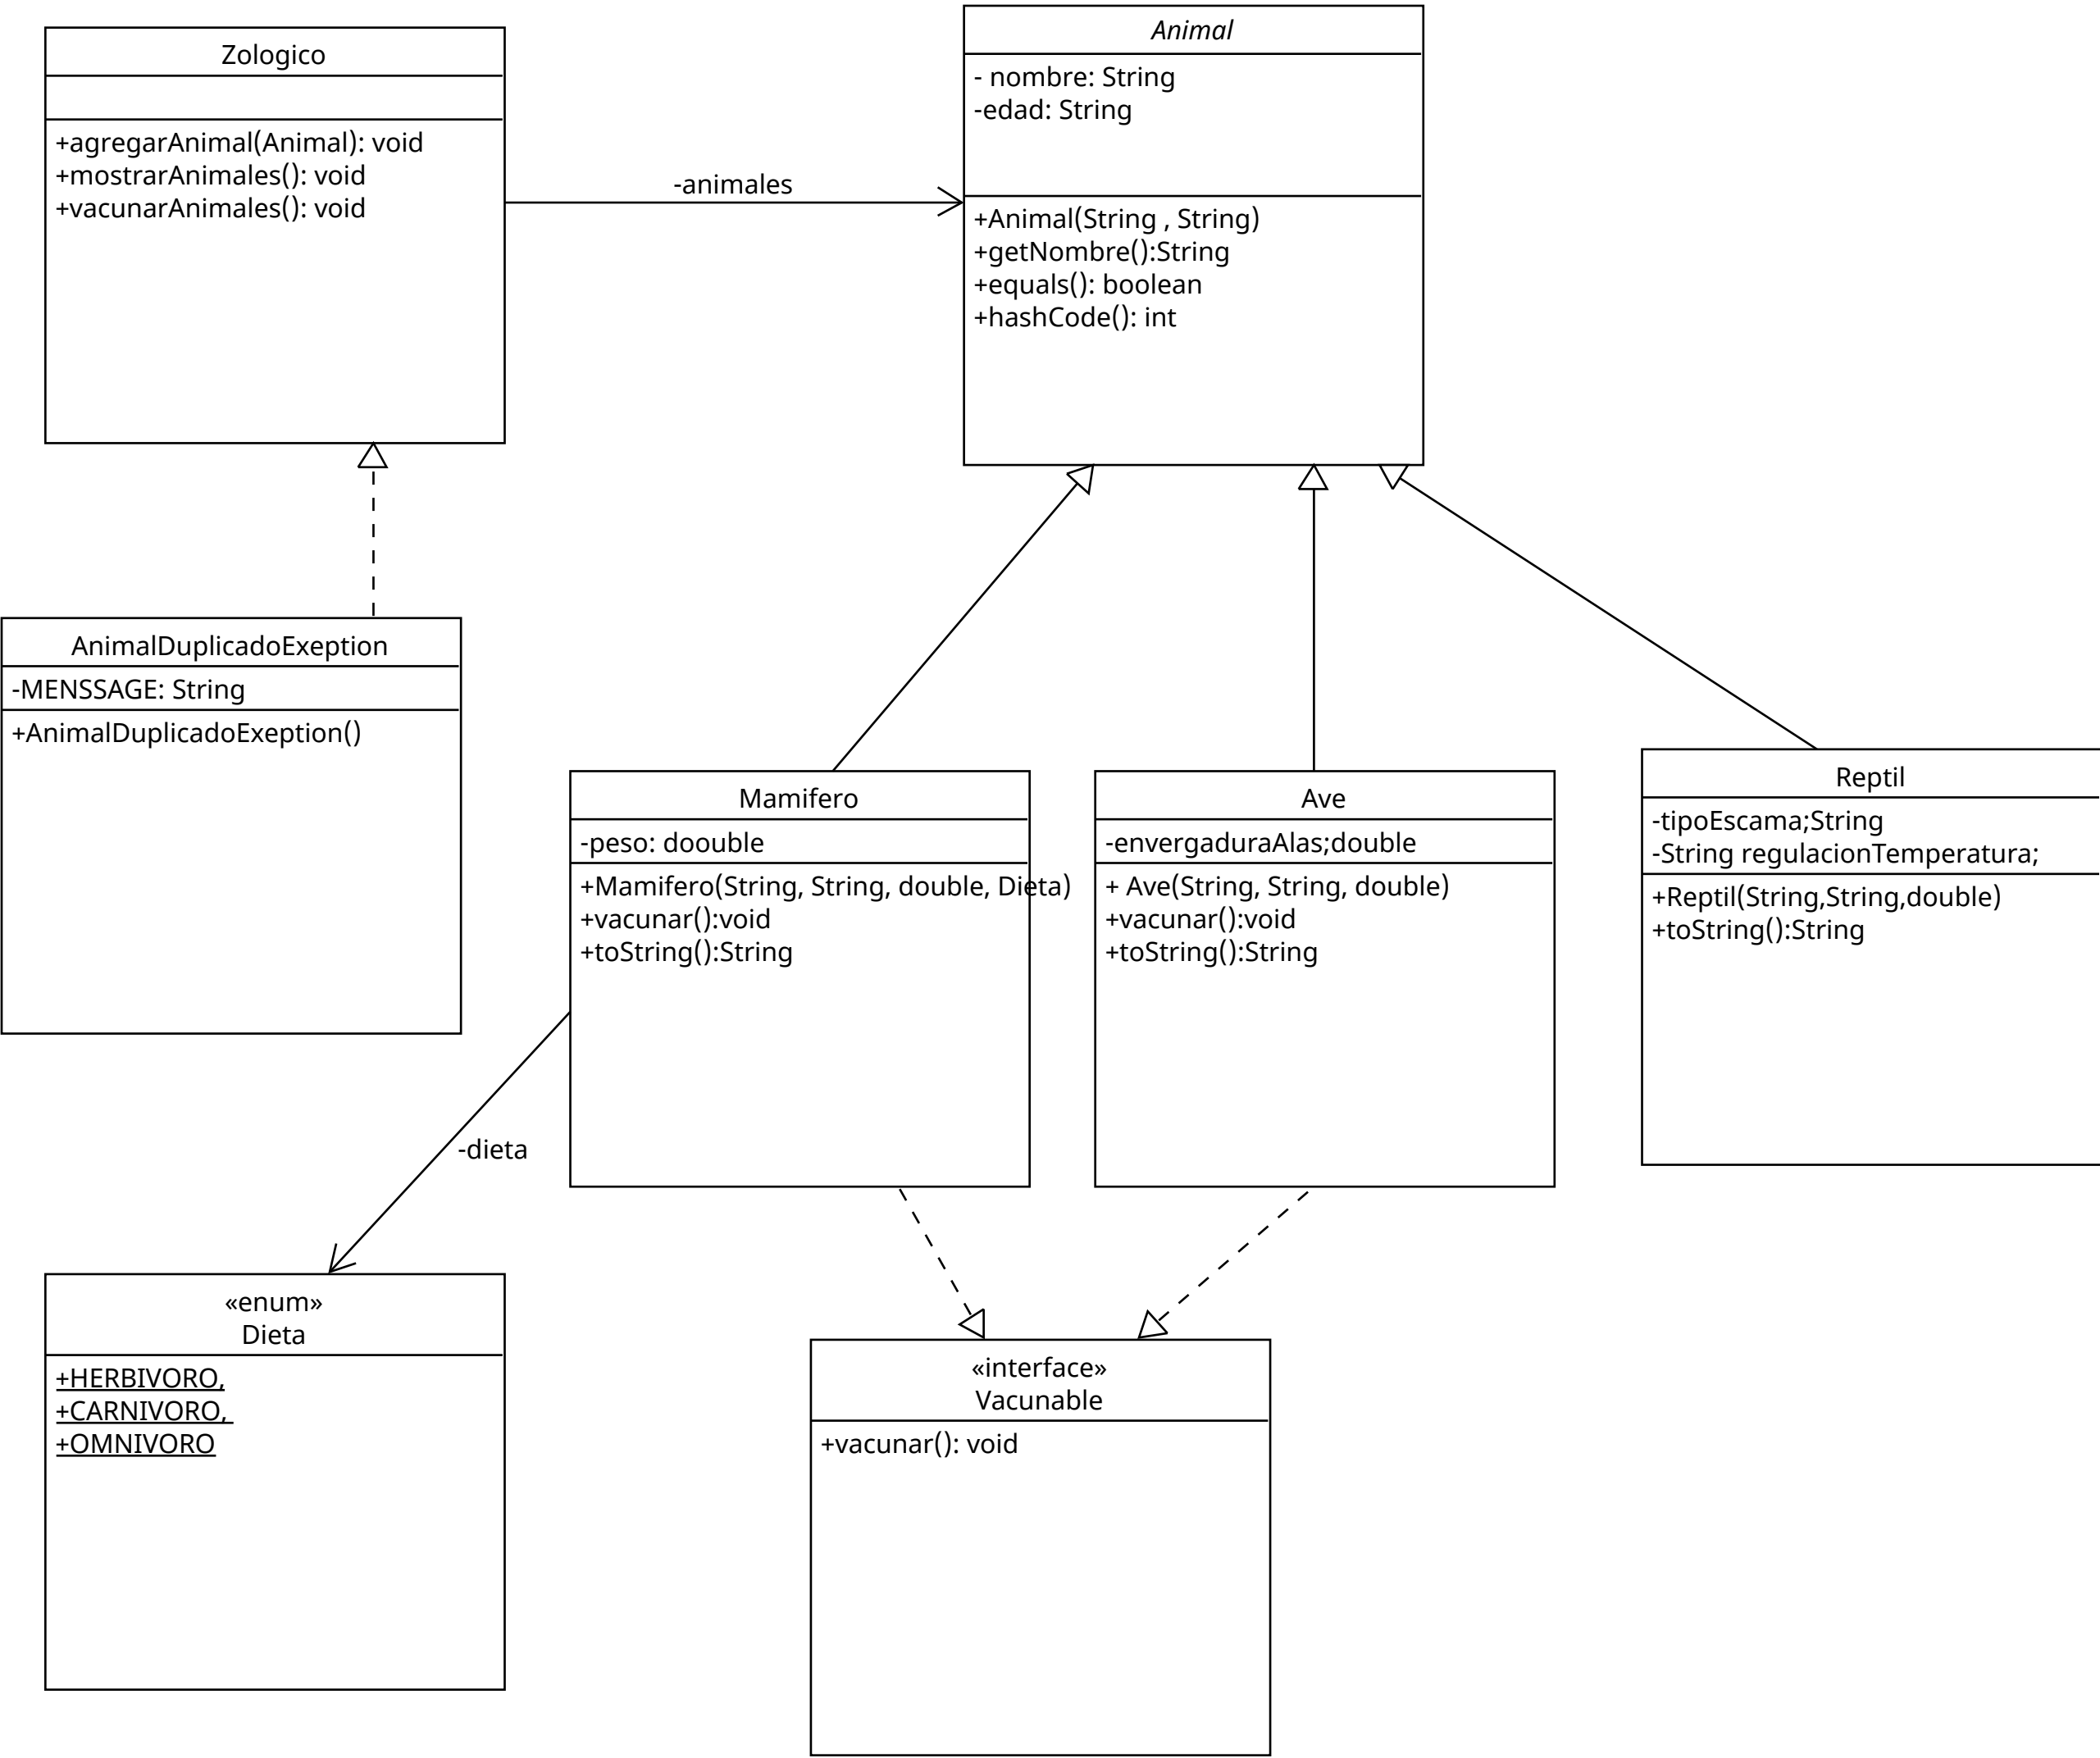 Zologico
+agregarAnimal(Animal): void
+mostrarAnimales(): void
+vacunarAnimales(): void
-animales
Animal
- nombre: String
-edad: String
+Animal(String , String)
+getNombre():String
+equals(): boolean
+hashCode(): int
AnimalDuplicadoExeption
-MENSSAGE: String
+AnimalDuplicadoExeption()
Mamifero
-peso: doouble
+Mamifero(String, String, double, Dieta)
+vacunar():void
+toString():String
Ave
-envergaduraAlas;double
+ Ave(String, String, double)
+vacunar():void
+toString():String
Reptil
-tipoEscama;String
-String regulacionTemperatura;
+Reptil(String,String,double)
+toString():String
-dieta
«enum»
Dieta
+HERBIVORO,
+CARNIVORO,
+OMNIVORO
«interface»
Vacunable
+vacunar(): void